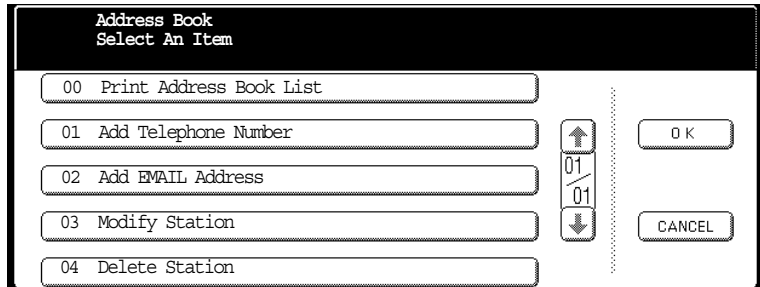 Address Book
Select An Item
00 Print Address Book List
01 Add Telephone Number
OK
01
02 Add EMAIL Address
01
03 Modify Station
CANCEL
04 Delete Station